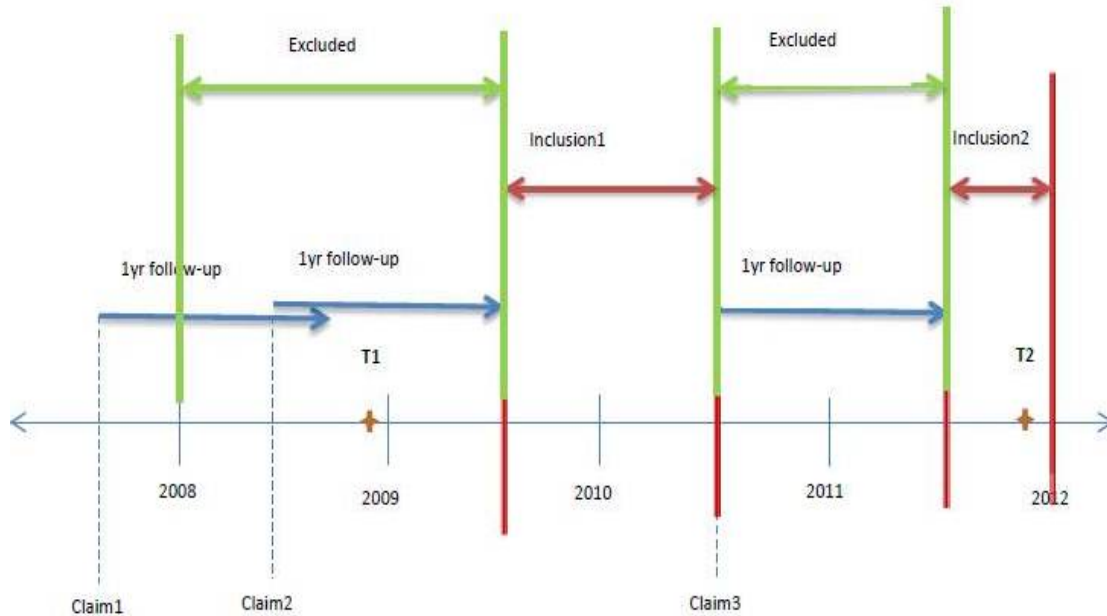 Excluded
Excluded
Inclusion1
Inclusion2
1yr follow-up
1yr follow-up
1yr follow-up
T1
T2
2008
2009
2010
2011
2012
Claim1
Claim2
Claim3